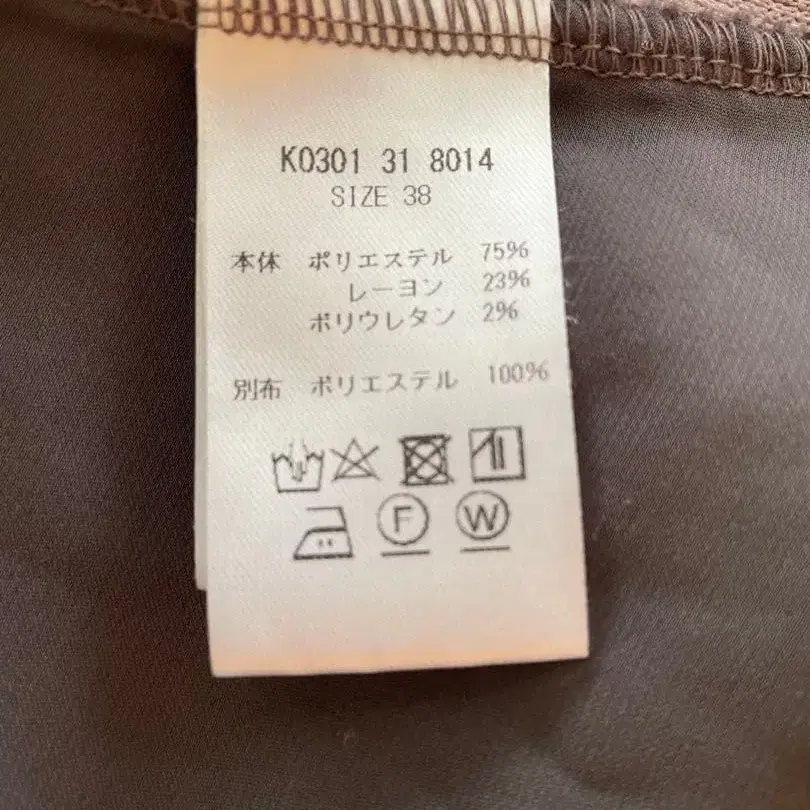 K0301 31 8014
SIZE 38
本体 ポリエステル 75%
レーヨン 23%
ポリウレタン 2%
別布 ポリエステル 100%
F W